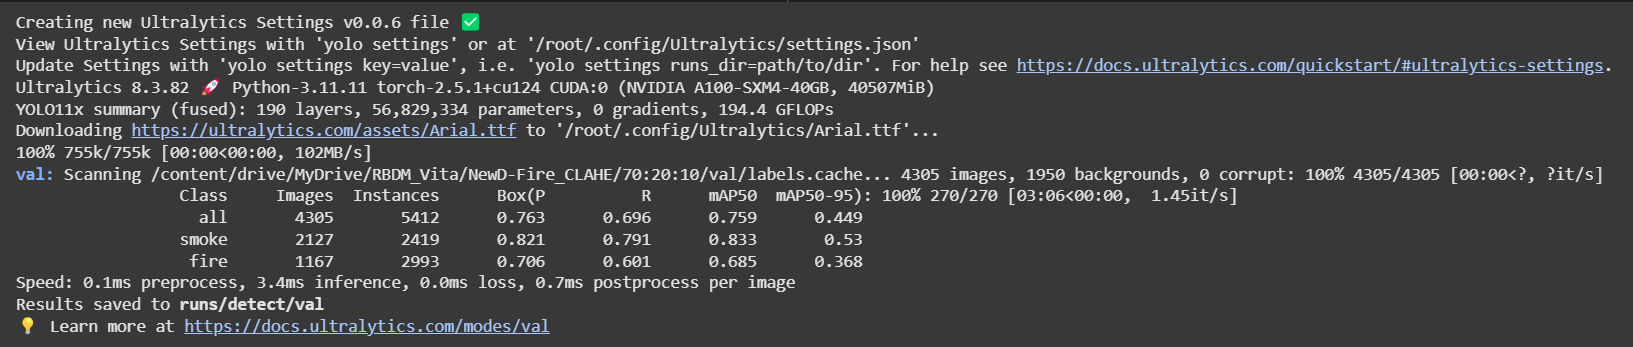 Creating new Ultralytics Settings v0.0.6 file ✅
View Ultralytics Settings with 'yolo settings' or at '/root/.config/Ultralytics/settings.json'
Update Settings with 'yolo settings key=value', i.e. 'yolo settings runs_dir=path/to/dir'. For help see https://docs.ultralytics.com/quickstart/#ultralytics-settings.
Ultralytics 8.3.82 🚀 Python-3.11.11 torch-2.5.1+cu124 CUDA:0 (NVIDIA A100-SXM4-40GB, 40507MiB)
YOLO11x summary (fused): 190 layers, 56,829,334 parameters, 0 gradients, 194.4 GFLOPs
Downloading https://ultralytics.com/assets/Arial.ttf to '/root/.config/Ultralytics/Arial.ttf'...
100% 755k/755k [00:00<00:00, 102MB/s]
val: Scanning /content/drive/MyDrive/RBDM_Vita/NewD-Fire_CLAHE/70:20:10/val/labels.cache... 4305 images, 1950 backgrounds, 0 corrupt: 100% 4305/4305 [00:00<?, ?it/s]
Class Images Instances Box(P R mAP50 mAP50-95): 100% 270/270 [03:06<00:00, 1.45it/s]
all 4305 5412 0.763 0.696 0.759 0.449
smoke 2127 2419 0.821 0.791 0.833 0.53
fire 1167 2993 0.706 0.601 0.685 0.368
Speed: 0.1ms preprocess, 3.4ms inference, 0.0ms loss, 0.7ms postprocess per image
Results saved to runs/detect/val
💡 Learn more at https://docs.ultralytics.com/modes/val